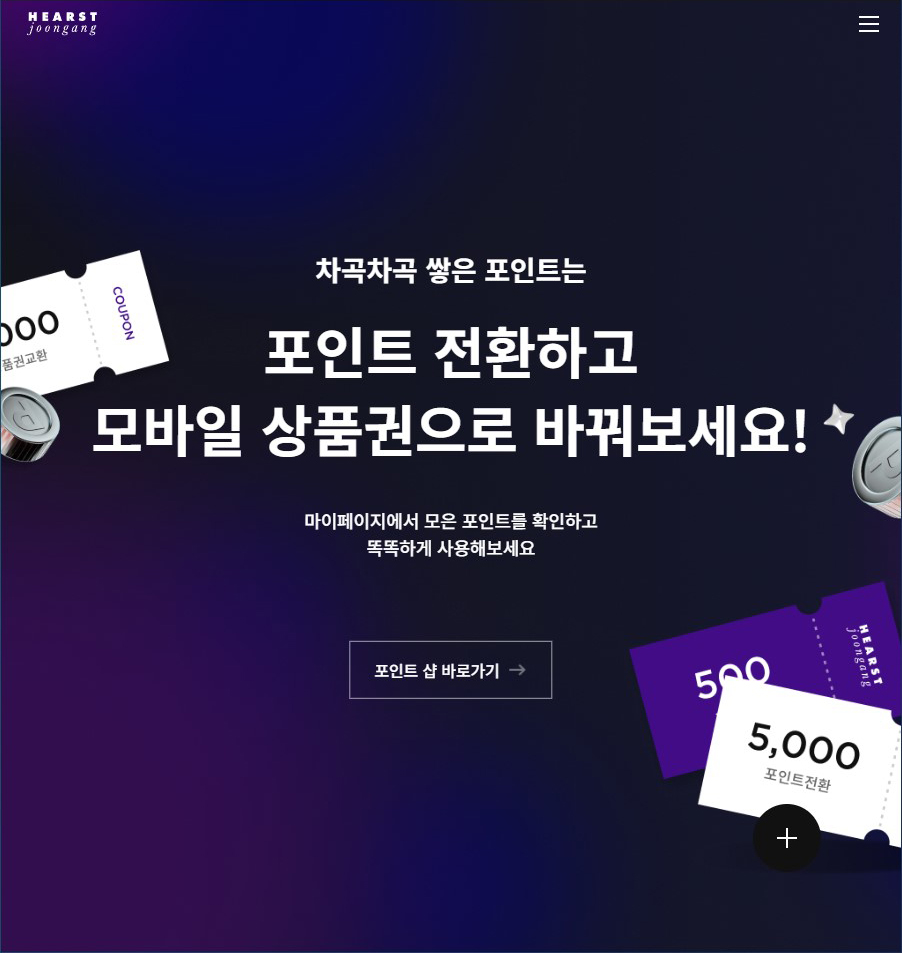 HEARST
joongang
차곡차곡 쌓은 포인트는
포인트 전환하고
모바일 상품권으로 바꿔보세요!
마이페이지에서 모은 포인트를 확인하고
똑똑하게 사용해보세요
포인트 샵 바로가기
000
품권교환
COUPON
500
HEARST
joongang
5,000
포인트전환